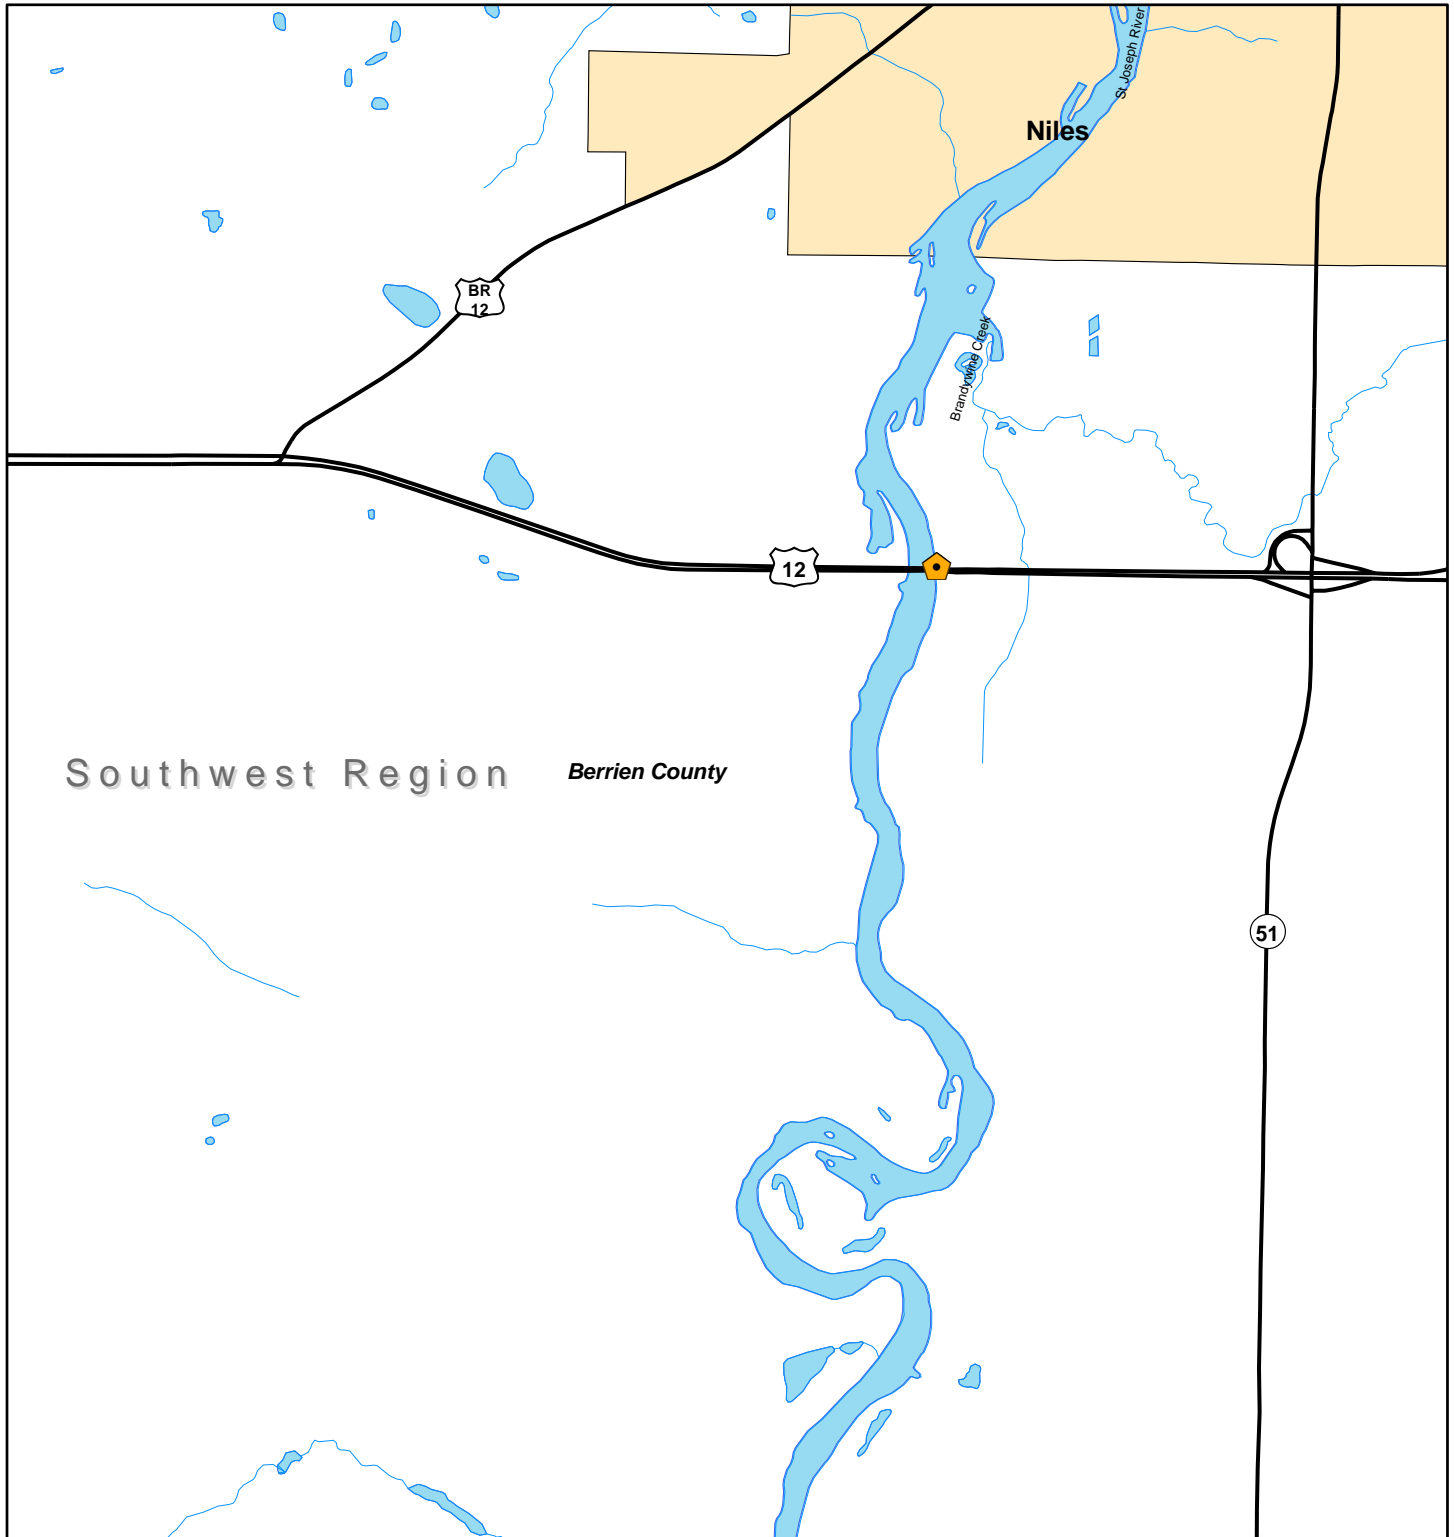 St Joseph River
Niles
BR
12
Brandywine Creek
12
Southwest Region
Berrien County
51